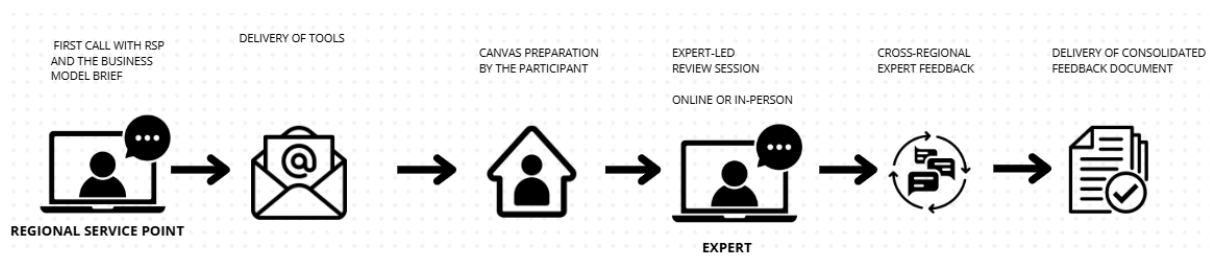 FIRST CALL WITH RSP
AND THE BUSINESS
MODEL BRIEF
REGIONAL SERVICE POINT
DELIVERY OF TOOLS
@
CANVAS PREPARATION
BY THE PARTICIPANT
EXPERT-LED
REVIEW SESSION
ONLINE OR IN-PERSON
EXPERT
CROSS-REGIONAL
EXPERT FEEDBACK
DELIVERY OF CONSOLIDATED
FEEDBACK DOCUMENT